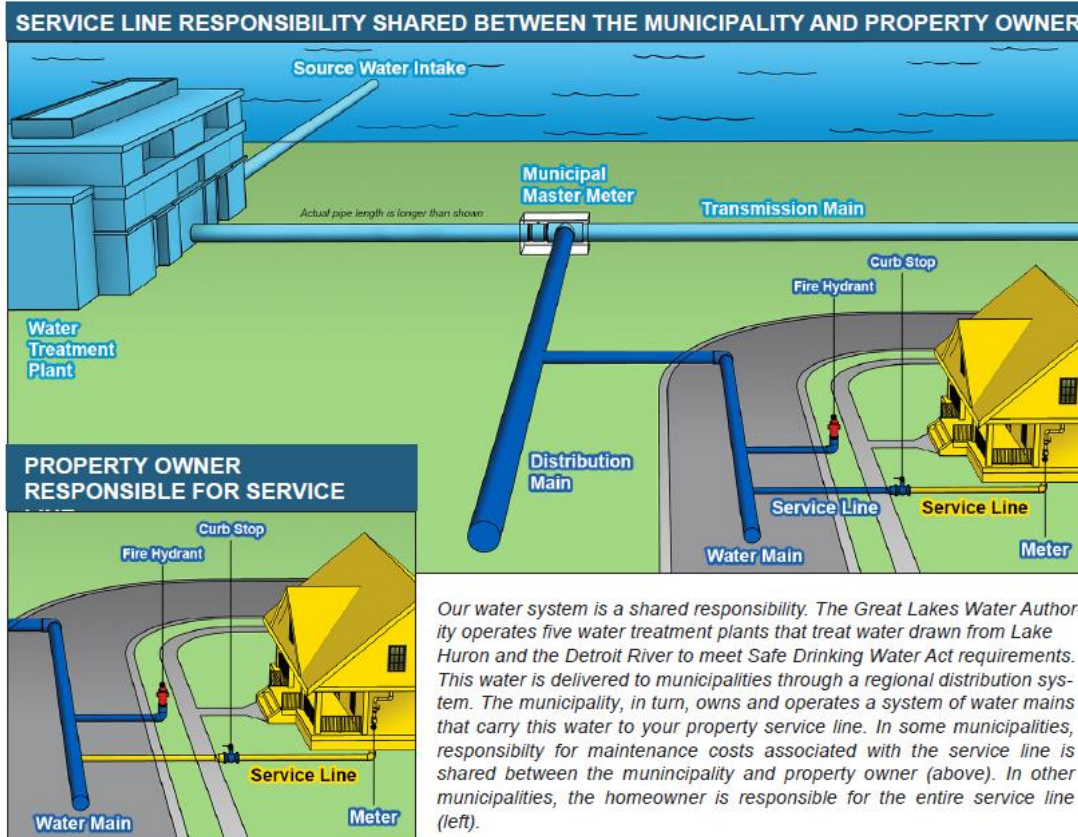 SERVICE LINE RESPONSIBILITY SHARED BETWEEN THE MUNICIPALITY AND PROPERTY OWNER
Source Water Intake
Municipal
Master Meter
Actual pipe length is longer than shown
Transmission Main
Curb Stop
Fire Hydrant
Water
Treatment
Plant
Distribution
Main
Service Line
Service Line
Water Main
Meter
PROPERTY OWNER
RESPONSIBLE FOR SERVICE
Curb Stop
Fire Hydrant
Service Line
Water Main
Meter
Our water system is a shared responsibility. The Great Lakes Water Author-
ity operates five water treatment plants that treat water drawn from Lake
Huron and the Detroit River to meet Safe Drinking Water Act requirements.
This water is delivered to municipalities through a regional distribution sys-
tem. The municipality, in turn, owns and operates a system of water mains
that carry this water to your property service line. In some municipalities,
responsibilty for maintenance costs associated with the service line is
shared between the munincipality and property owner (above). In other
municipalities, the homeowner is responsible for the entire service line
(left).